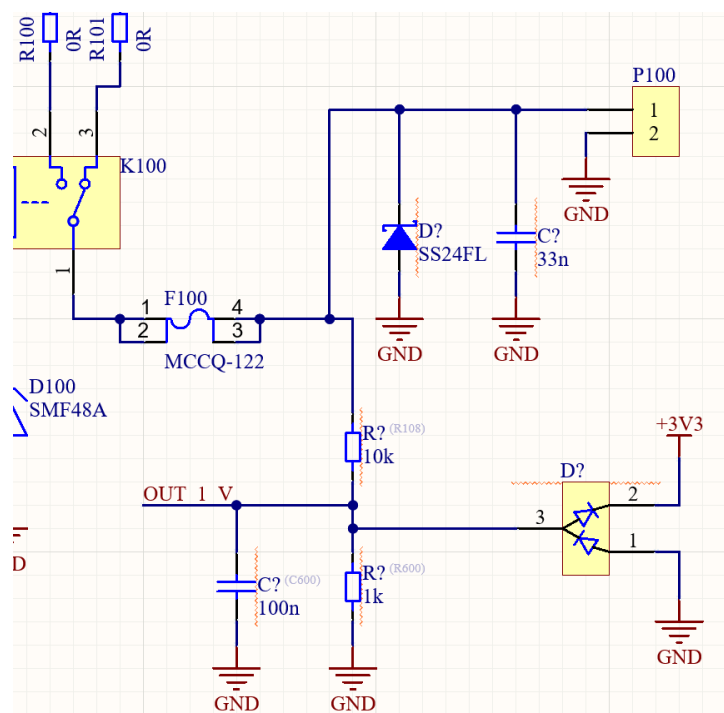 R100
0R
R101
0R
P100
1
2
GND
2
3
K100
1
D?
SS24FL
C?
33n
GND
GND
1
F100
4
2
3
MCCQ-122
D100
SMF48A
R? (R108)
10k
+3V3
D?
OUT 1 V
3
2
1
D
C? (C600)
100n
R? (R600)
1k
GND
GND
GND